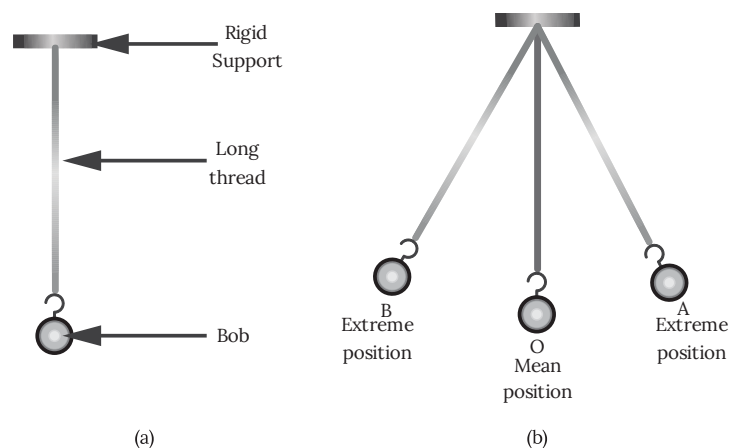 Rigid
Support
Long
thread
Bob
B
Extreme
position
O
Mean
position
A
Extreme
position
(a)
(b)